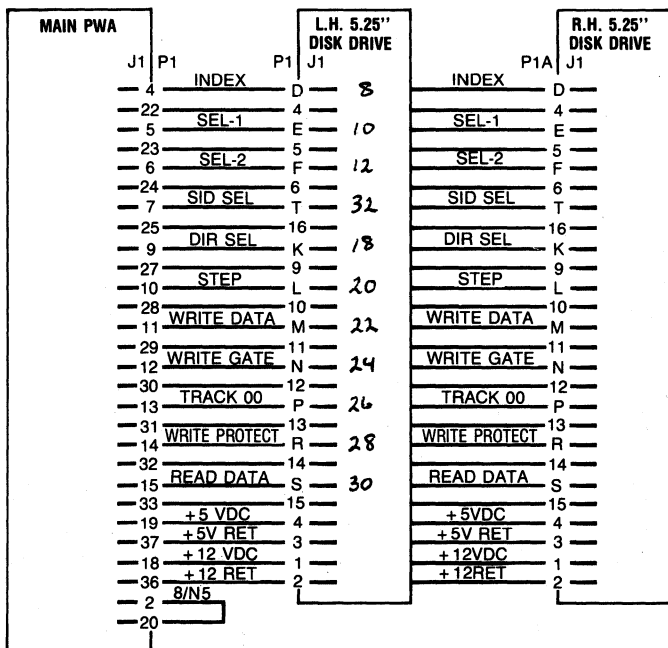 MAIN PWA L.H. 5.25'' R.H. 5.25''
DISK DRIVE DISK DRIVE
J1 P1 P1 J1 P1A J1
INDEX INDEX
4 D 8 D
22 4 4
SEL-1 SEL-1
5 E 10 E
23 5 5
SEL-2 SEL-2
6 F 12 F
24 6 6
SID SEL SID SEL
7 T 32 T
25 16 16
DIR SEL DIR SEL
9 K 18 K
27 9 9
STEP STEP
10 L 20 L
28 10 10
WRITE DATA WRITE DATA
11 M 22 M
29 11 11
WRITE GATE WRITE GATE
12 N 24 N
30 12 12
TRACK 00 TRACK 00
13 P 26 P
31 13 13
WRITE PROTECT WRITE PROTECT
14 R 28 R
32 14 14
READ DATA READ DATA
15 S 30 S
33 15 15
+5 VDC +5VDC
19 4 4
+5V RET +5V RET
37 3 3
+12 VDC +12VDC
18 1 1
+12 RET +12RET
36 2 2
8/N5
2
20